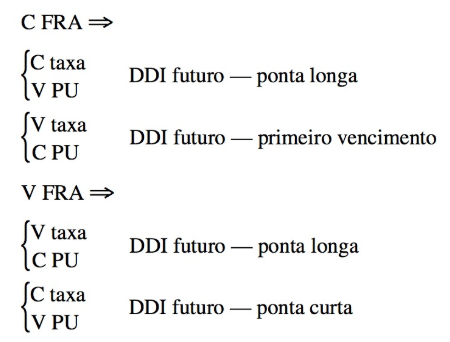 C FRA ⇒
C taxa
V PU
DDI futuro — ponta longa
V taxa
C PU
DDI futuro — primeiro vencimento
V FRA ⇒
V taxa
C PU
DDI futuro — ponta longa
C taxa
V PU
DDI futuro — ponta curta